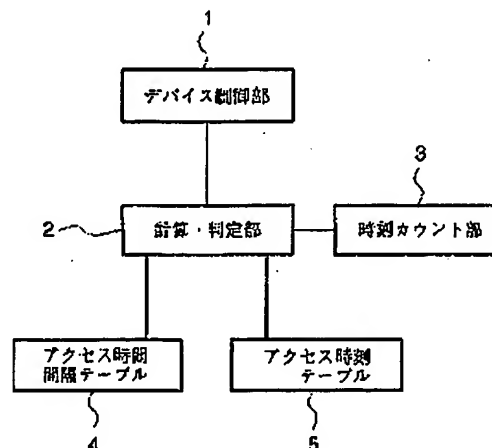 1
デバイス制御部
3
2
計算・判定部
時刻カウント部
アクセス時間
間隔テーブル
アクセス時刻
テーブル
4
5